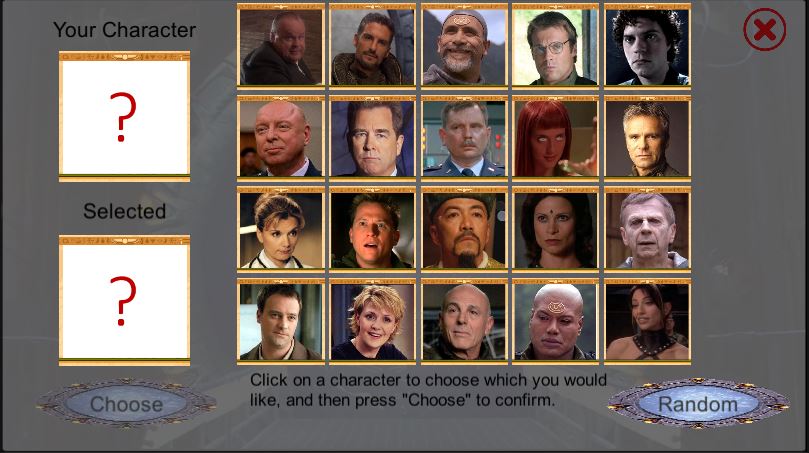 Your Character
?
Selected
?
Choose
Click on a character to choose which you would
like, and then press "Choose" to confirm.
Random